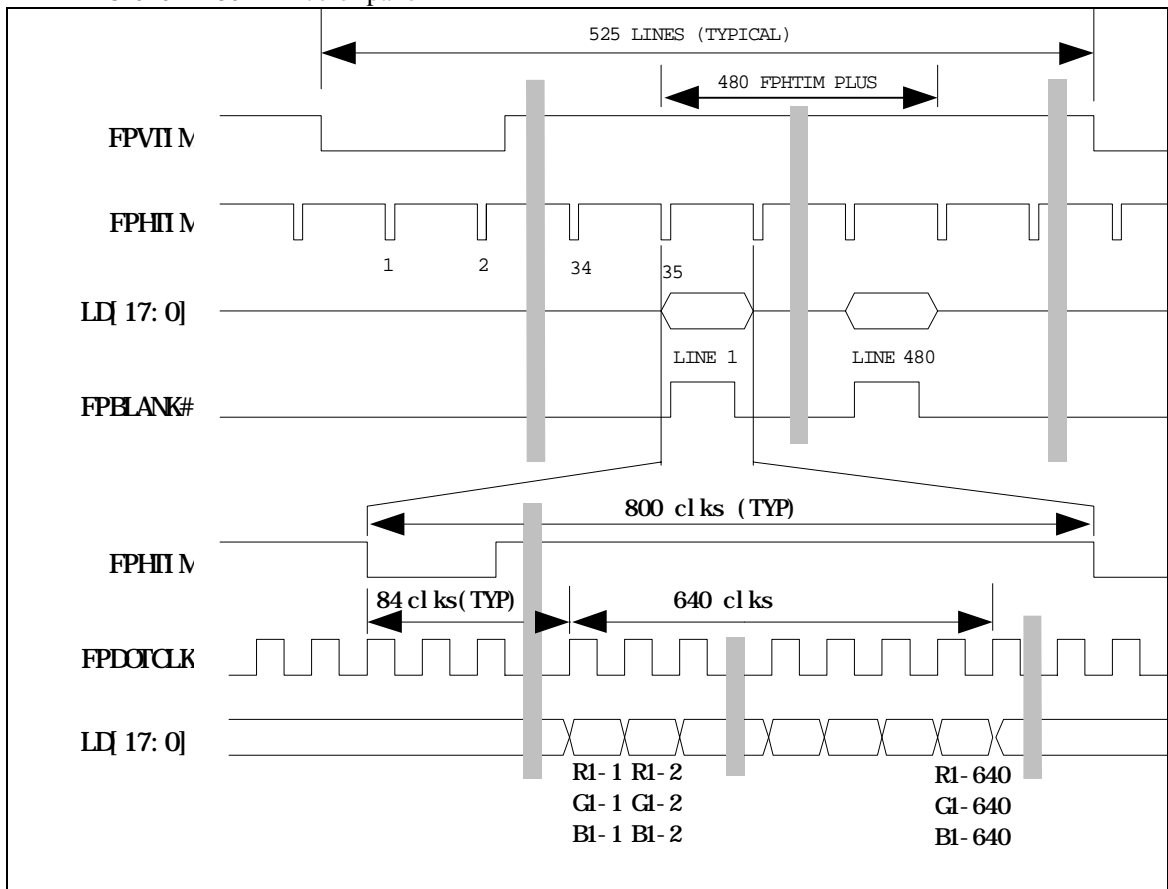 525 LINES (TYPICAL)
480 FPHTIM PLUS
FPVTIM
FPHTIM
1 2 34 35
LD[17:0]
LINE 1 LINE 480
FPBLANK#
800 clks (TYP)
FPHTIM
84 clks(TYP) 640 clks
FPDOTCLK
LD[17:0]
R1-1 R1-2 R1-640
G1-1 G1-2 G1-640
B1-1 B1-2 B1-640